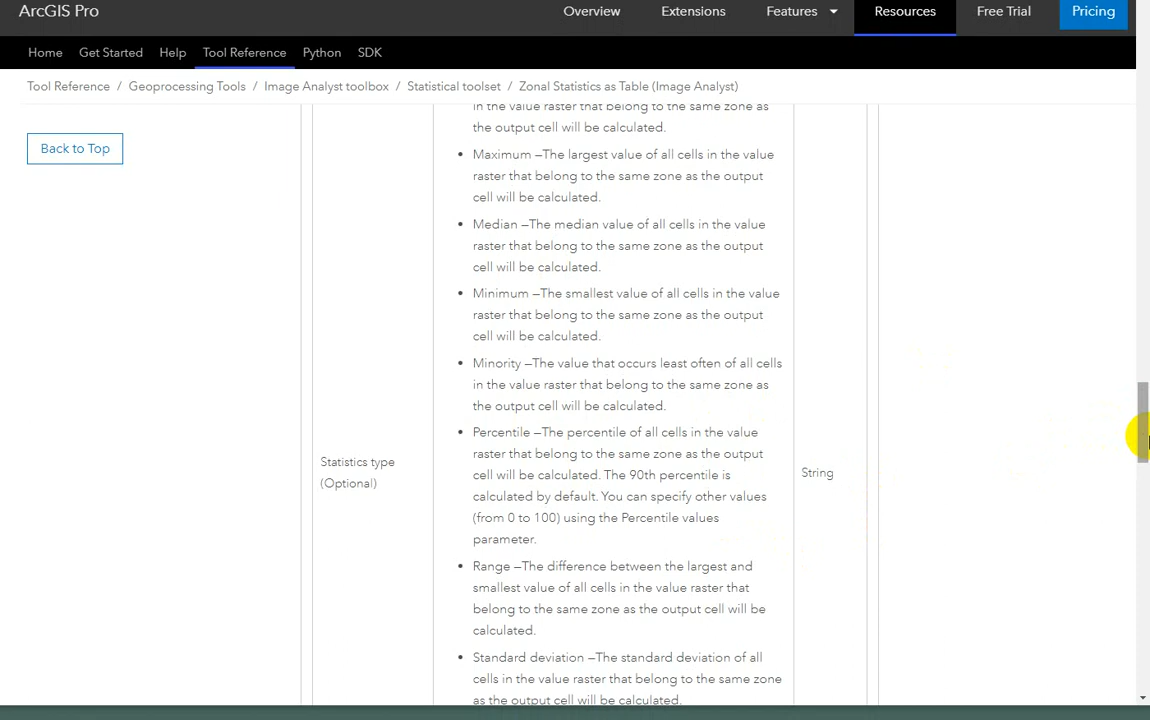 ArcGIS Pro
Overview Extensions Features Resources Free Trial Pricing
Home Get Started Help Tool Reference Python SDK
Tool Reference / Geoprocessing Tools / Image Analyst toolbox / Statistical toolset / Zonal Statistics as Table (Image Analyst)
in the value raster that belong to the same zone as
the output cell will be calculated.
Back to Top
• Maximum —The largest value of all cells in the value
raster that belong to the same zone as the output
cell will be calculated.
• Median —The median value of all cells in the value
raster that belong to the same zone as the output
cell will be calculated.
• Minimum —The smallest value of all cells in the value
raster that belong to the same zone as the output
cell will be calculated.
• Minority —The value that occurs least often of all cells
in the value raster that belong to the same zone as
the output cell will be calculated.
• Percentile —The percentile of all cells in the value
raster that belong to the same zone as the output
cell will be calculated. The 90th percentile is
calculated by default. You can specify other values
(from 0 to 100) using the Percentile values
parameter.
Statistics type
(Optional)
String
• Range —The difference between the largest and
smallest value of all cells in the value raster that
belong to the same zone as the output cell will be
calculated.
• Standard deviation —The standard deviation of all
cells in the value raster that belong to the same zone
as the output cell will be calculated.